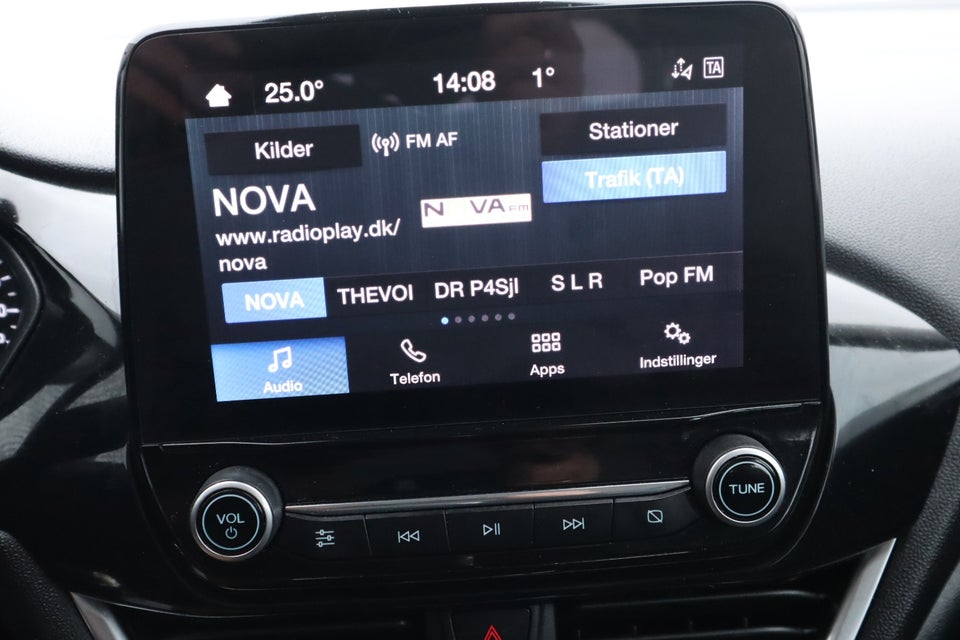 25.0° 14:08 1° TA
Kilder FM AF Stationer
Trafik (TA)
NOVA
NOVA FM
www.radioplay.dk/
nova
NOVA THEVOI DR P4Sjl S L R Pop FM
Audio Telefon Apps Indstillinger
VOL TUNE